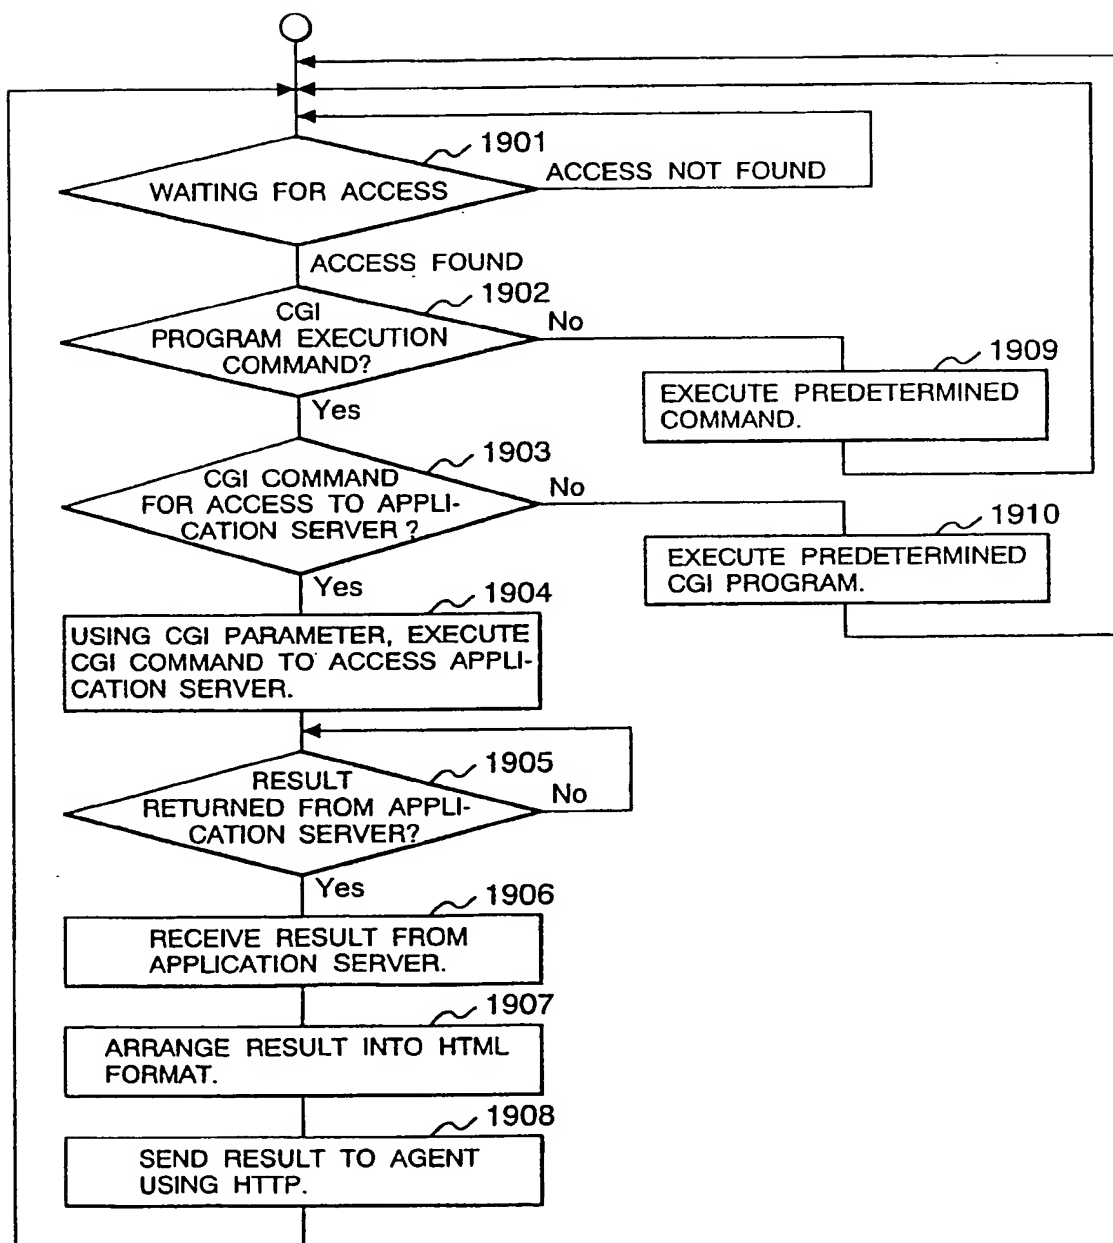 1901
WAITING FOR ACCESS
ACCESS NOT FOUND
ACCESS FOUND
1902
CGI
PROGRAM EXECUTION
COMMAND?
No
Yes
1909
EXECUTE PREDETERMINED
COMMAND.
1903
CGI COMMAND
FOR ACCESS TO APPLI-
CATION SERVER ?
No
Yes
1910
EXECUTE PREDETERMINED
CGI PROGRAM.
1904
USING CGI PARAMETER, EXECUTE
CGI COMMAND TO ACCESS APPLI-
CATION SERVER.
1905
RESULT
RETURNED FROM APPLI-
CATION SERVER?
No
Yes
1906
RECEIVE RESULT FROM
APPLICATION SERVER.
1907
ARRANGE RESULT INTO HTML
FORMAT.
1908
SEND RESULT TO AGENT
USING HTTP.